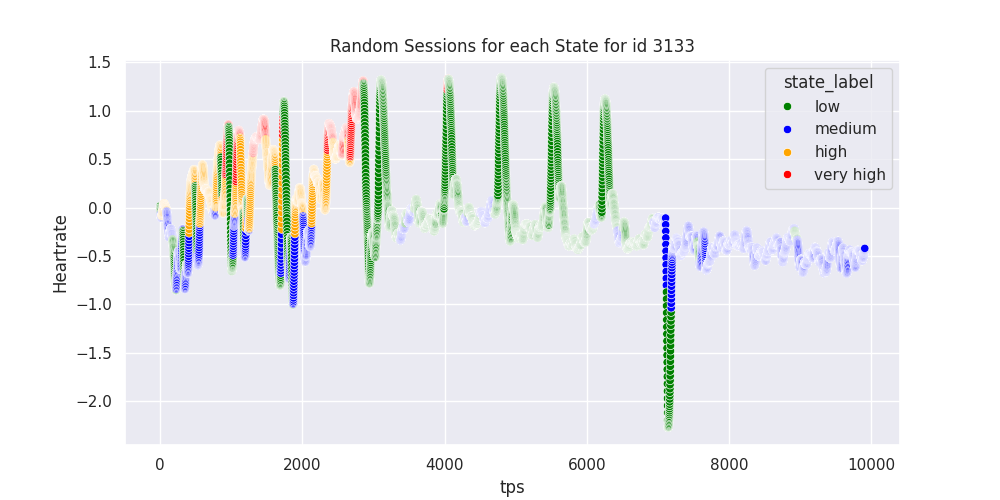 Random Sessions for each State for id 3133
state_label
low
medium
high
very high
1.5
1.0
0.5
0.0
−0.5
−1.0
−1.5
−2.0
Heartrate
0
2000
4000
6000
8000
10000
tps